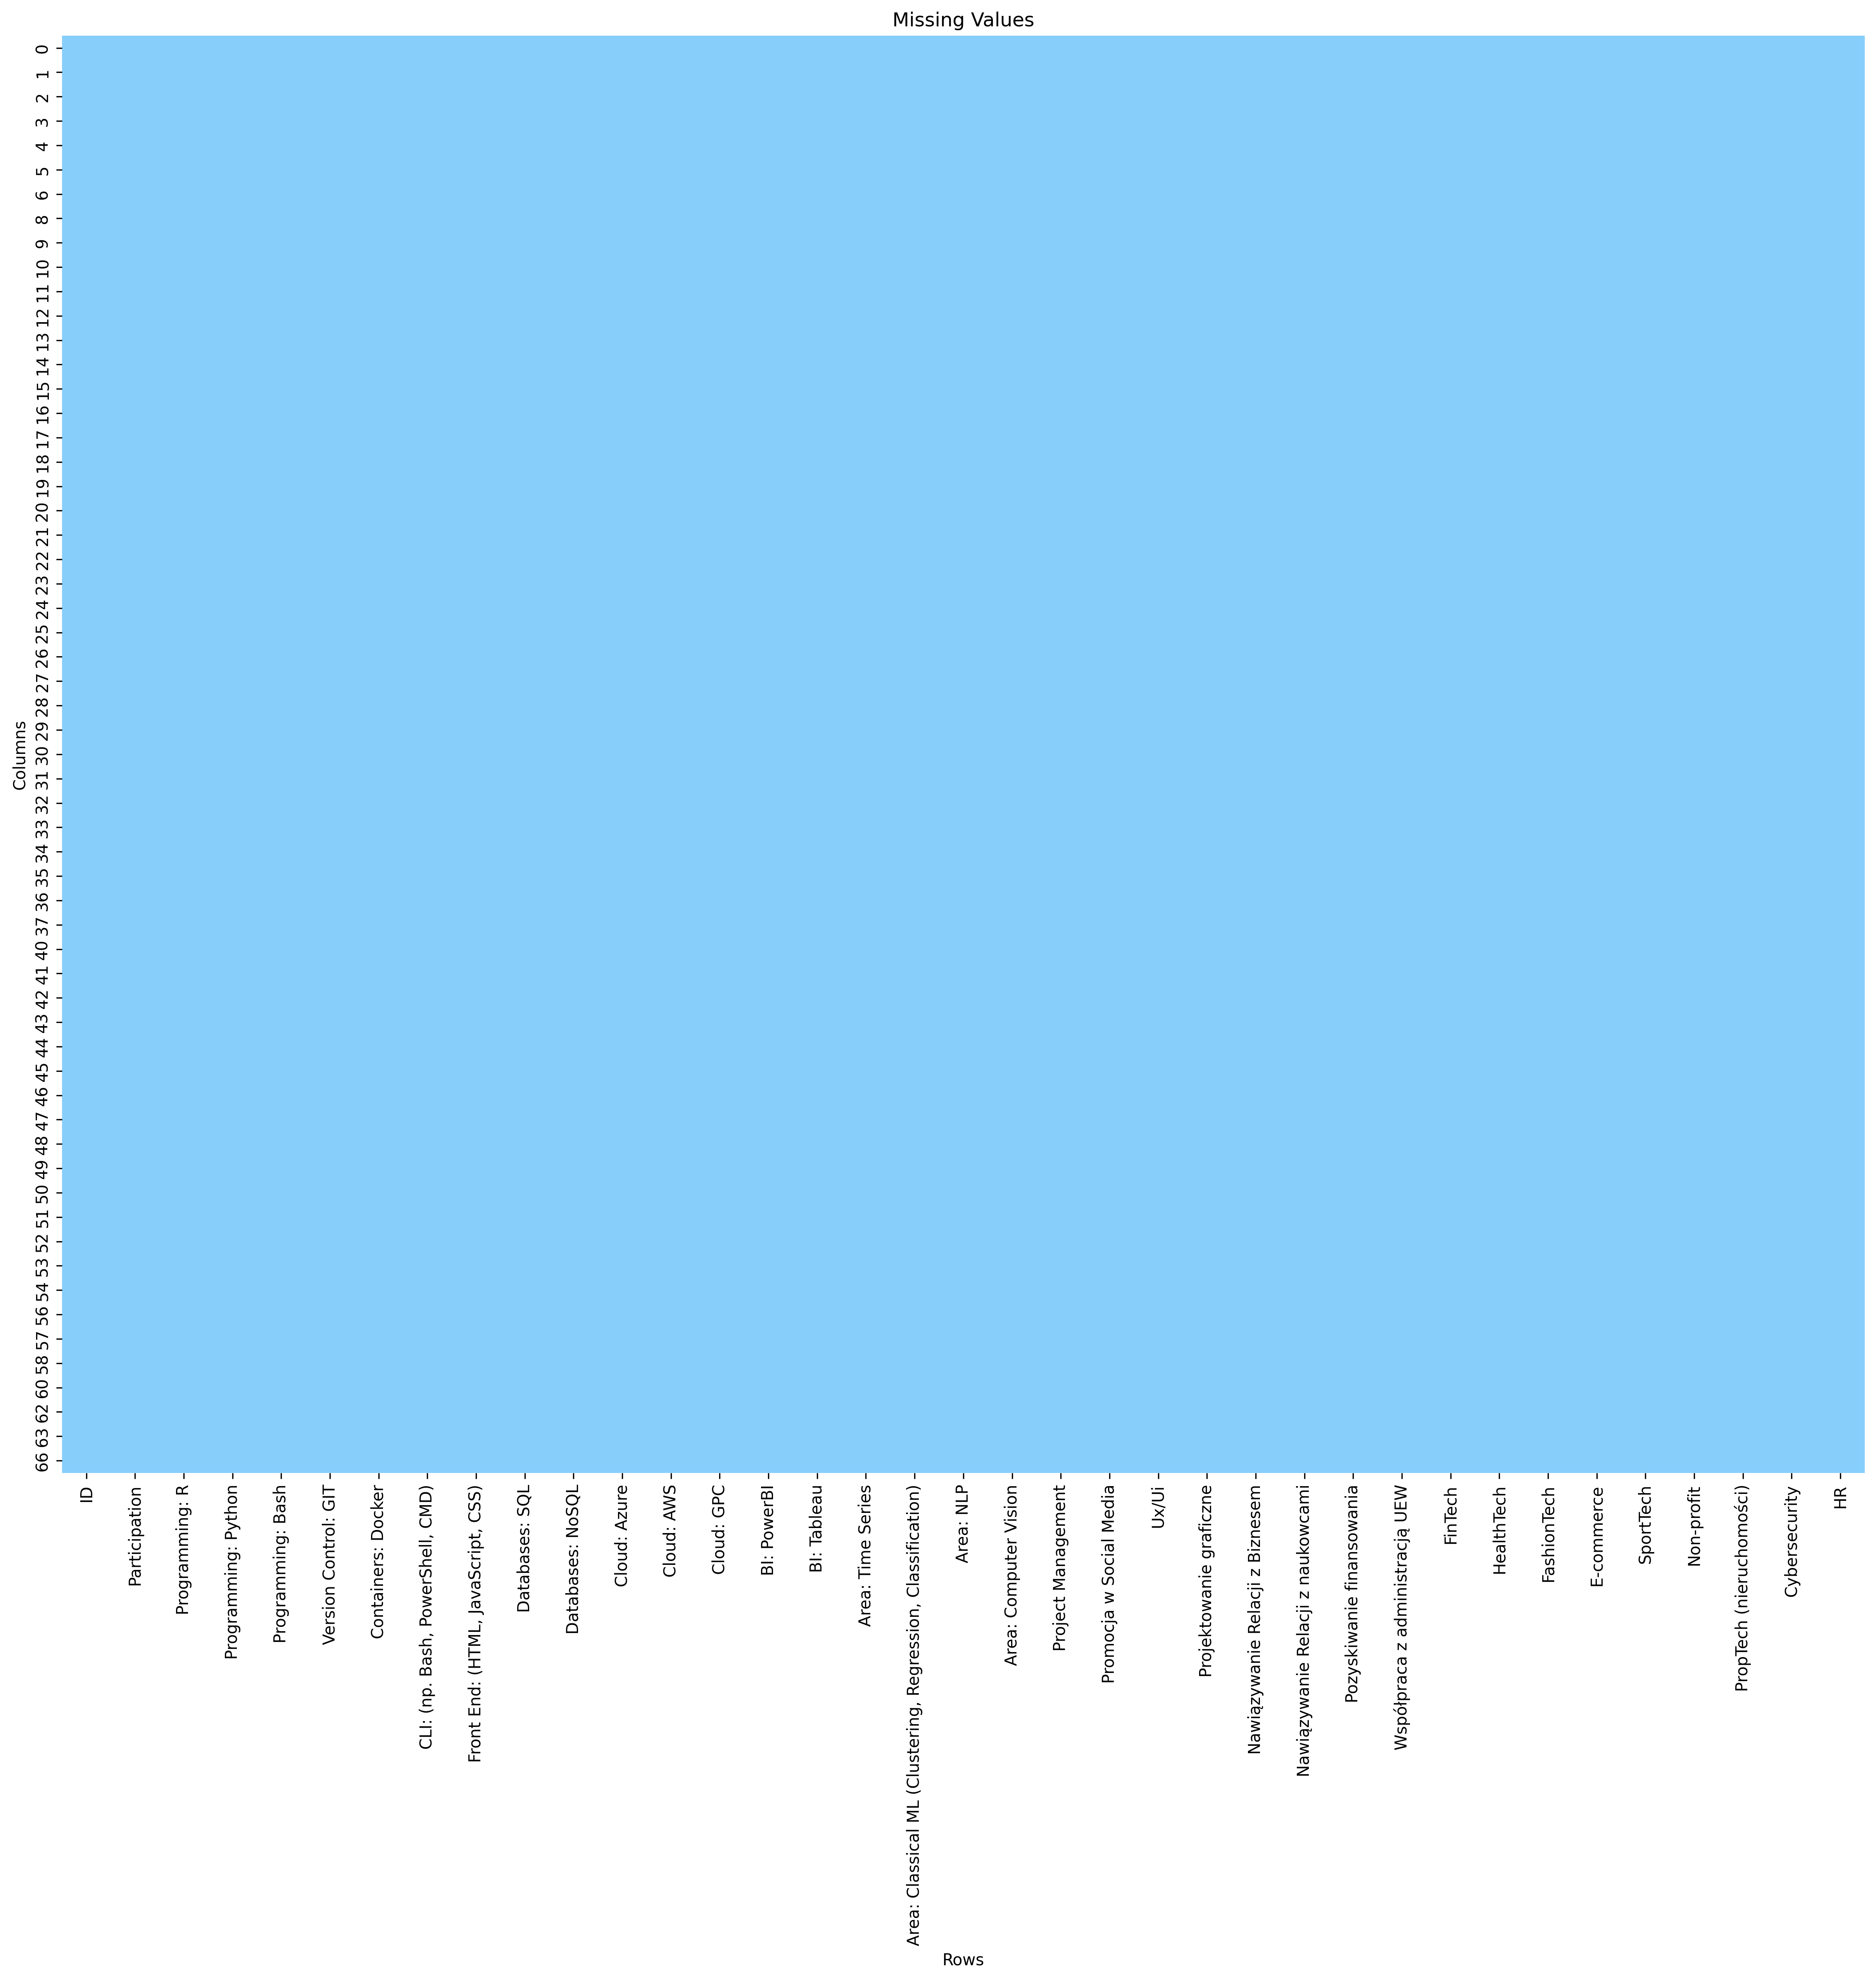 Missing Values
Columns
0
1
2
3
4
5
6
8
9
10
11
12
13
14
15
16
17
18
19
20
21
22
23
24
25
26
27
28
29
30
31
32
33
34
35
36
37
40
41
42
43
44
45
46
47
48
49
50
51
52
53
54
56
57
58
60
62
63
66
ID
Participation
Programming: R
Programming: Python
Programming: Bash
Version Control: GIT
Containers: Docker
CLI: (np. Bash, PowerShell, CMD)
Front End: (HTML, JavaScript, CSS)
Databases: SQL
Databases: NoSQL
Cloud: Azure
Cloud: AWS
Cloud: GPC
BI: PowerBI
BI: Tableau
Area: Time Series
Area: Classical ML (Clustering, Regression, Classification)
Area: NLP
Area: Computer Vision
Project Management
Promocja w Social Media
Ux/Ui
Projektowanie graficzne
Nawiązywanie Relacji z Biznesem
Nawiązywanie Relacji z naukowcami
Pozyskiwanie finansowania
Współpraca z administracją UEW
FinTech
HealthTech
FashionTech
E-commerce
SportTech
Non-profit
PropTech (nieruchomości)
Cybersecurity
HR
Rows